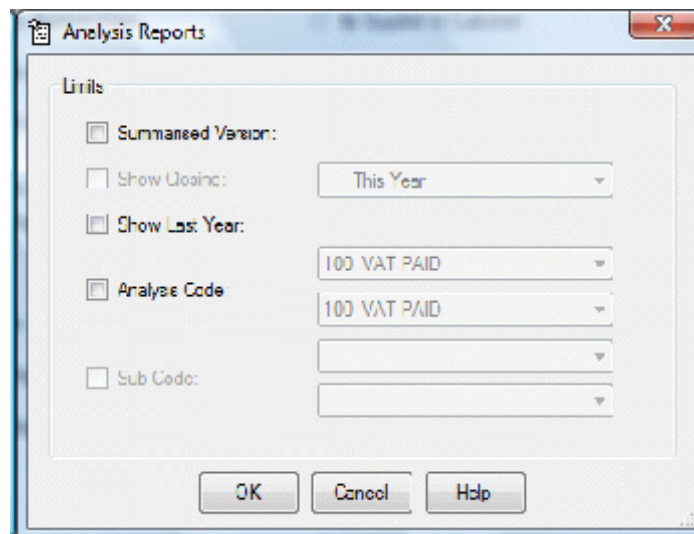 Analysis Reports
Limits
Summarised Version:
Show Closing:
This Year
Show Last Year:
100 VAT PAID
Analysis Code
100 VAT PAID
Sub Code:
OK
Cancel
Help